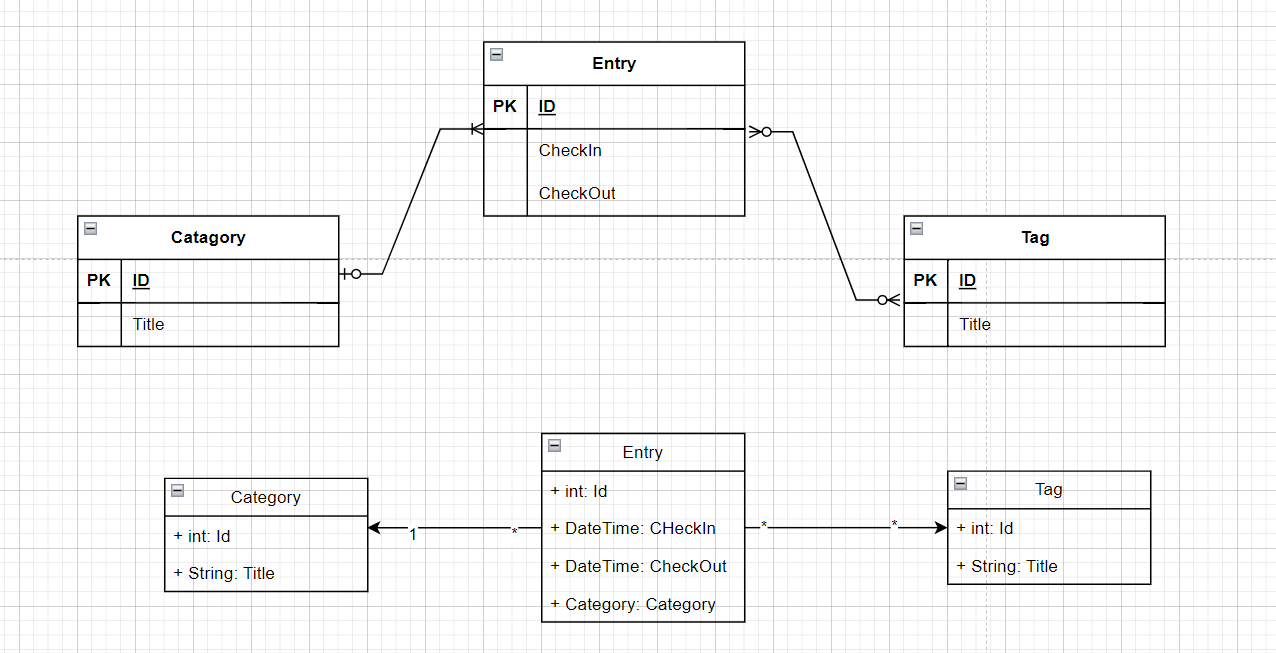 Entry
PK ID
CheckIn
CheckOut
Catagory
PK ID
Title
Tag
PK ID
Title
Entry
+ int: Id
+ DateTime: CHeckIn
+ DateTime: CheckOut
+ Category: Category
Category
+ int: Id
+ String: Title
1
*
*
*
Tag
+ int: Id
+ String: Title